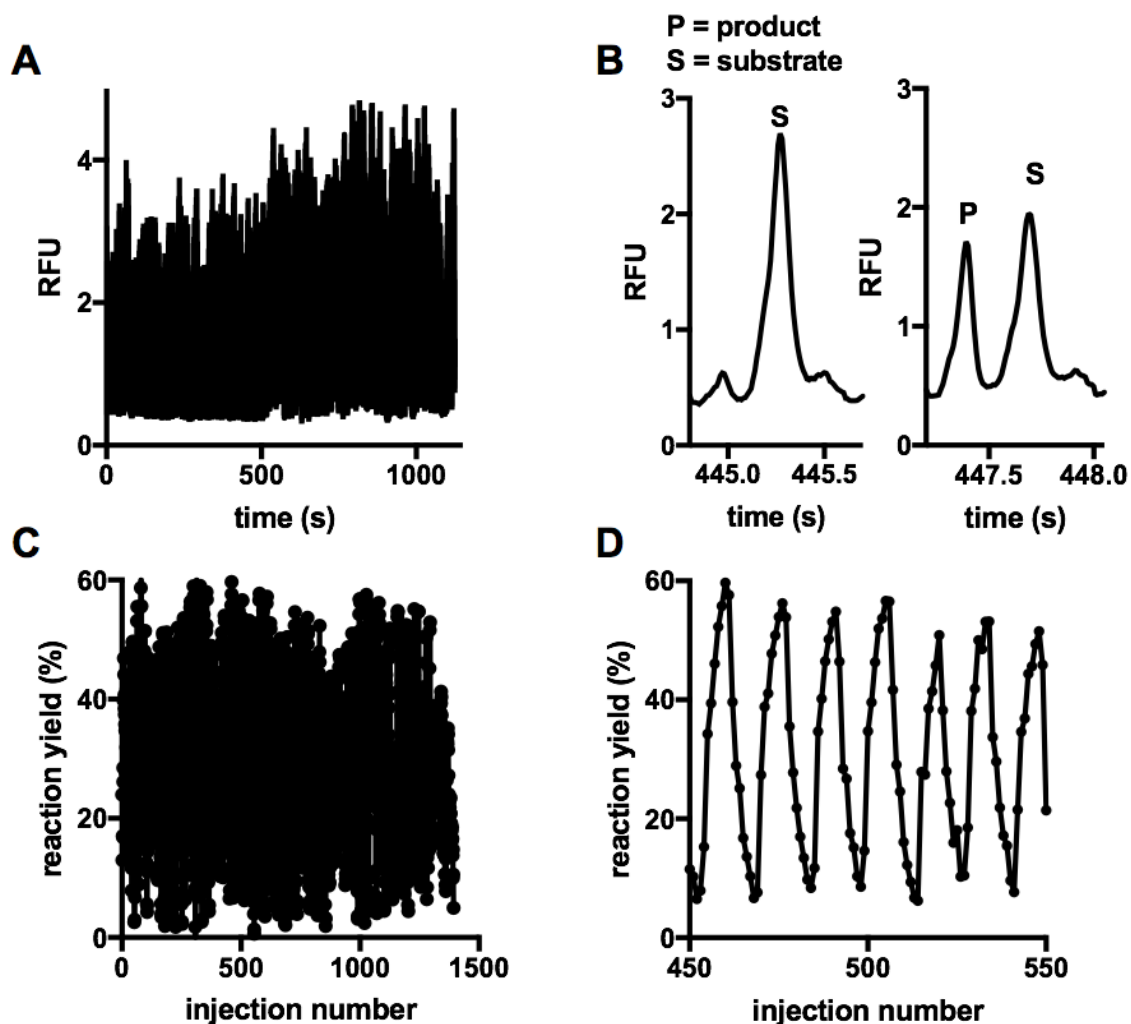 A
RFU
4
2
0
0 500 1000
time (s)
B
P = product
S = substrate
RFU
3
2
1
0
S
445.0 445.5
time (s)
RFU
3
2
1
0
P
S
447.5 448.0
time (s)
C
reaction yield (%)
60
40
20
0
0 500 1000 1500
injection number
D
reaction yield (%)
60
40
20
0
450 500 550
injection number